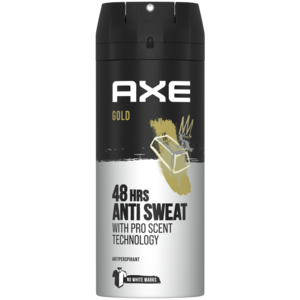 AXE
GOLD
48 HRS
ANTI SWEAT
WITH PRO SCENT
TECHNOLOGY
ANTIPERSPIRANT
NO WHITE MARKS